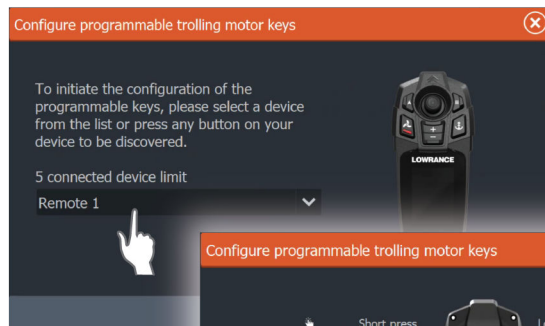 Configure programmable trolling motor keys
To initiate the configuration of the
programmable keys, please select a device
from the list or press any button on your
device to be discovered.
5 connected device limit
Remote 1
LOWRANCE
Configure programmable trolling motor keys
Short press